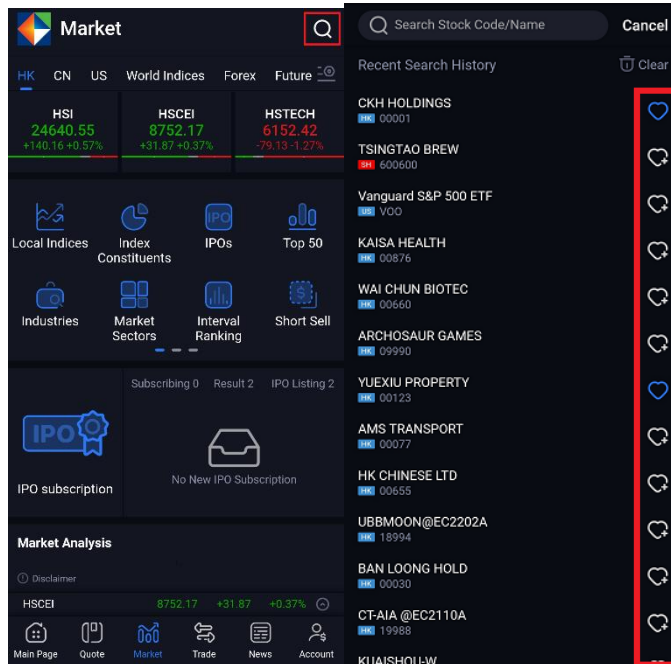 Market
HK CN US World Indices Forex Future
HSI HSCEI HSTECH
24640.55 8752.17 6152.42
+140.16 +0.57% +31.87 +0.37% -79.13 -1.27%
IPO
Local Indices Index Constituents IPOs Top 50
Industries Market Sectors Interval Ranking Short Sell
Subscribing 0 Result 2 IPO Listing 2
IPO
No New IPO Subscription
IPO subscription
Market Analysis
Disclaimer
HSCEI 8752.17 +31.87 +0.37%
Main Page Quote Market Trade News Account
Search Stock Code/Name Cancel
Recent Search History Clear
CKH HOLDINGS
HK 00001
TSINGTAO BREW
SH 600600
Vanguard S&P 500 ETF
US VOO
KAISA HEALTH
HK 00876
WAI CHUN BIOTEC
HK 00660
ARCHOSAUR GAMES
HK 09990
YUEXIU PROPERTY
HK 00123
AMS TRANSPORT
HK 00077
HK CHINESE LTD
HK 00655
UBBMOON@EC2202A
HK 18994
BAN LOONG HOLD
HK 00030
CT-AIA @EC2110A
HK 19988
KUAISHOU-W